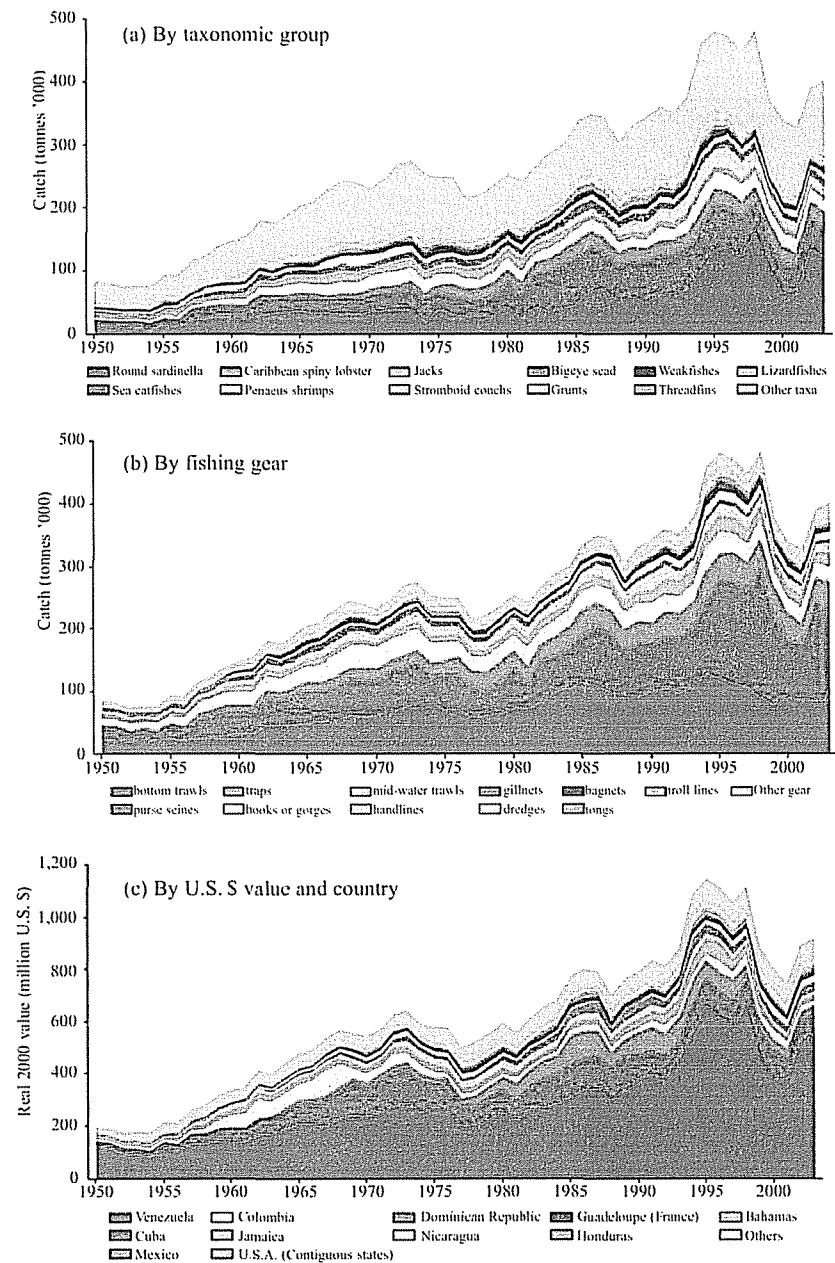 (a) By taxonomic group
Catch (tonnes '000)
500
400
300
200
100
0
1950 1955 1960 1965 1970 1975 1980 1985 1990 1995 2000
Round sardinella Caribbean spiny lobster Jacks Bigeye scad Weakfishes Lizardfishes
Sea catfishes Penaeus shrimps Stromboid conchs Grunts Threadfins Other taxa
(b) By fishing gear
Catch (tonnes '000)
500
400
300
200
100
0
1950 1955 1960 1965 1970 1975 1980 1985 1990 1995 2000
bottom trawls traps mid-water trawls gillnets bagnets troll lines Other gear
purse seines hooks or gorges handlines dredges tongs
(c) By U.S. $ value and country
Real 2000 value (million U.S. $)
1,200
1,000
800
600
400
200
0
1950 1955 1960 1965 1970 1975 1980 1985 1990 1995 2000
Venezuela Colombia Dominican Republic Guadeloupe (France) Bahamas
Cuba Jamaica Nicaragua Honduras Others
Mexico U.S.A. (Contiguous states)